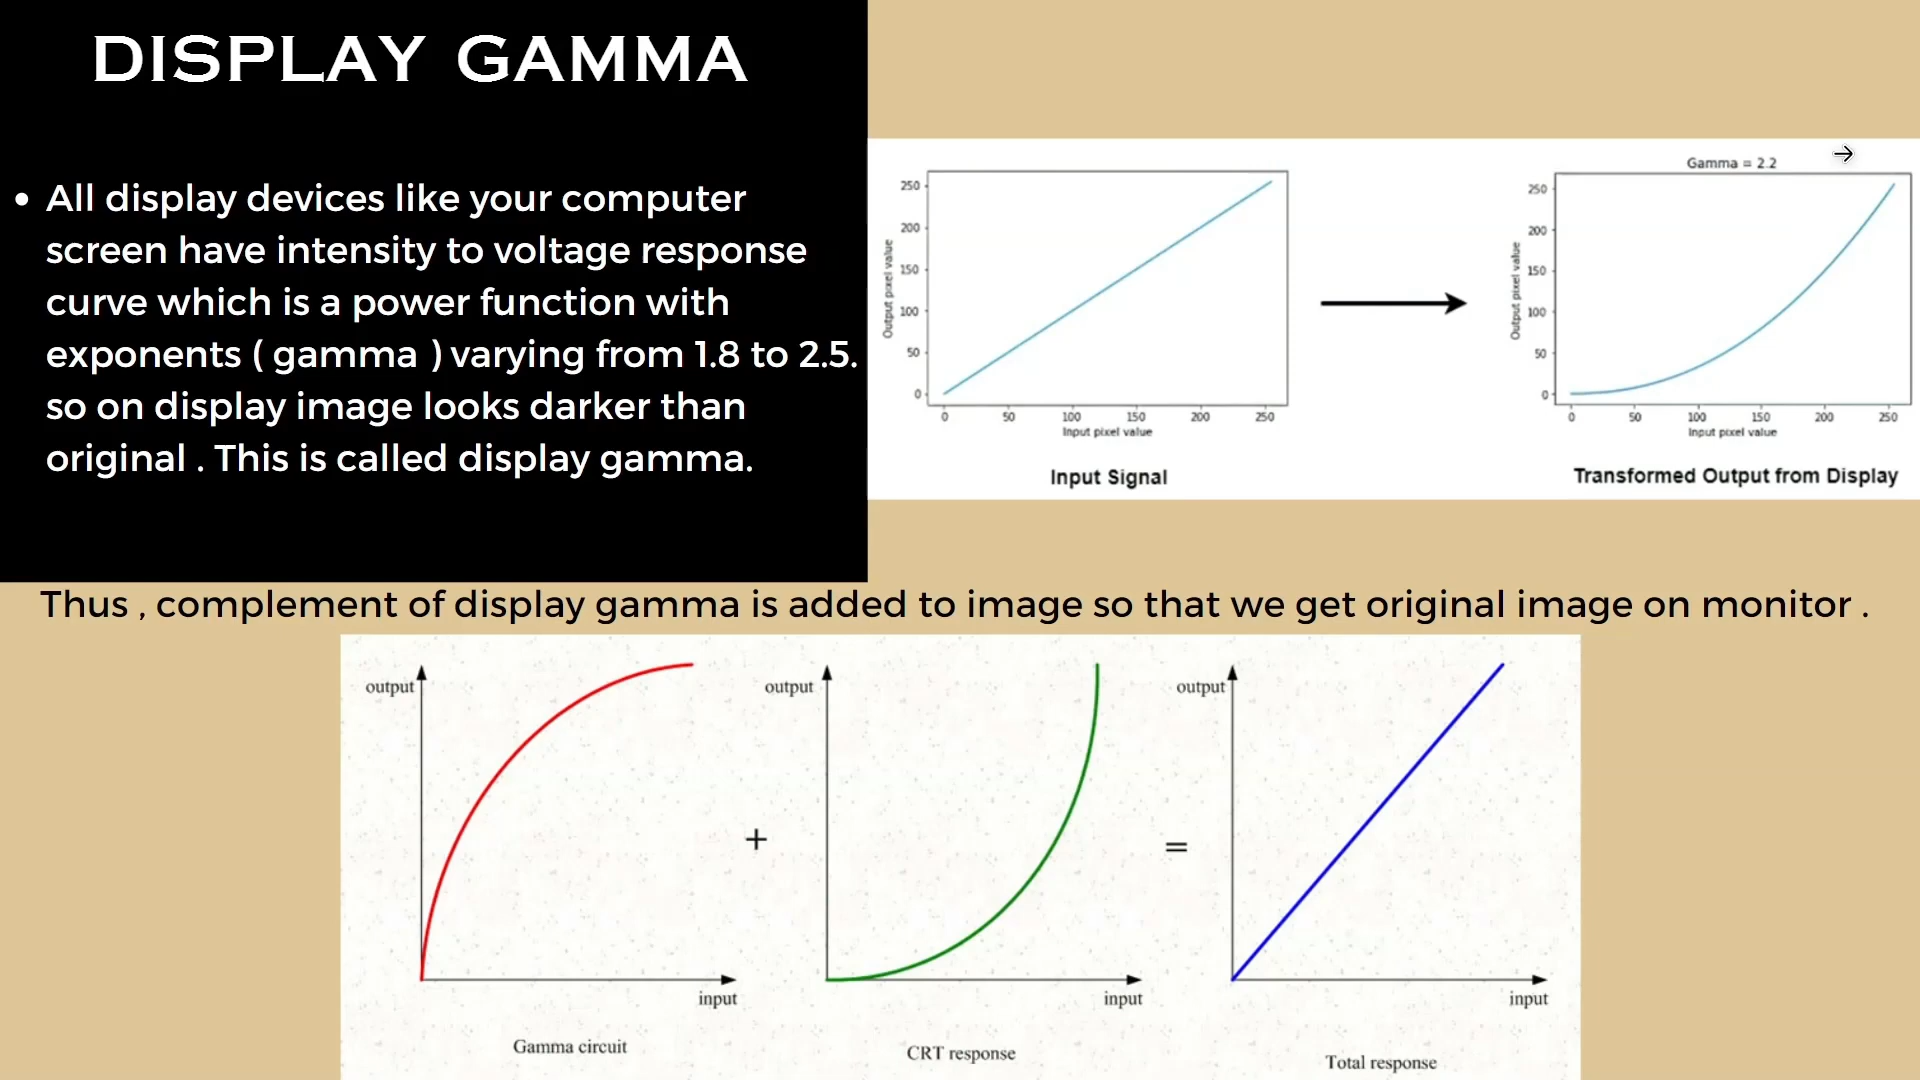 DISPLAY GAMMA
• All display devices like your computer
screen have intensity to voltage response
curve which is a power function with
exponents ( gamma ) varying from 1.8 to 2.5.
so on display image looks darker than
original . This is called display gamma.
250
200
150
100
50
0
Output pixel value
0 50 100 150 200 250
Input pixel value
Input Signal
Gamma = 2.2
250
200
150
100
50
0
Output pixel value
0 50 100 150 200 250
Input pixel value
Transformed Output from Display
Thus , complement of display gamma is added to image so that we get original image on monitor .
output
input
Gamma circuit
+
output
input
CRT response
=
output
input
Total response